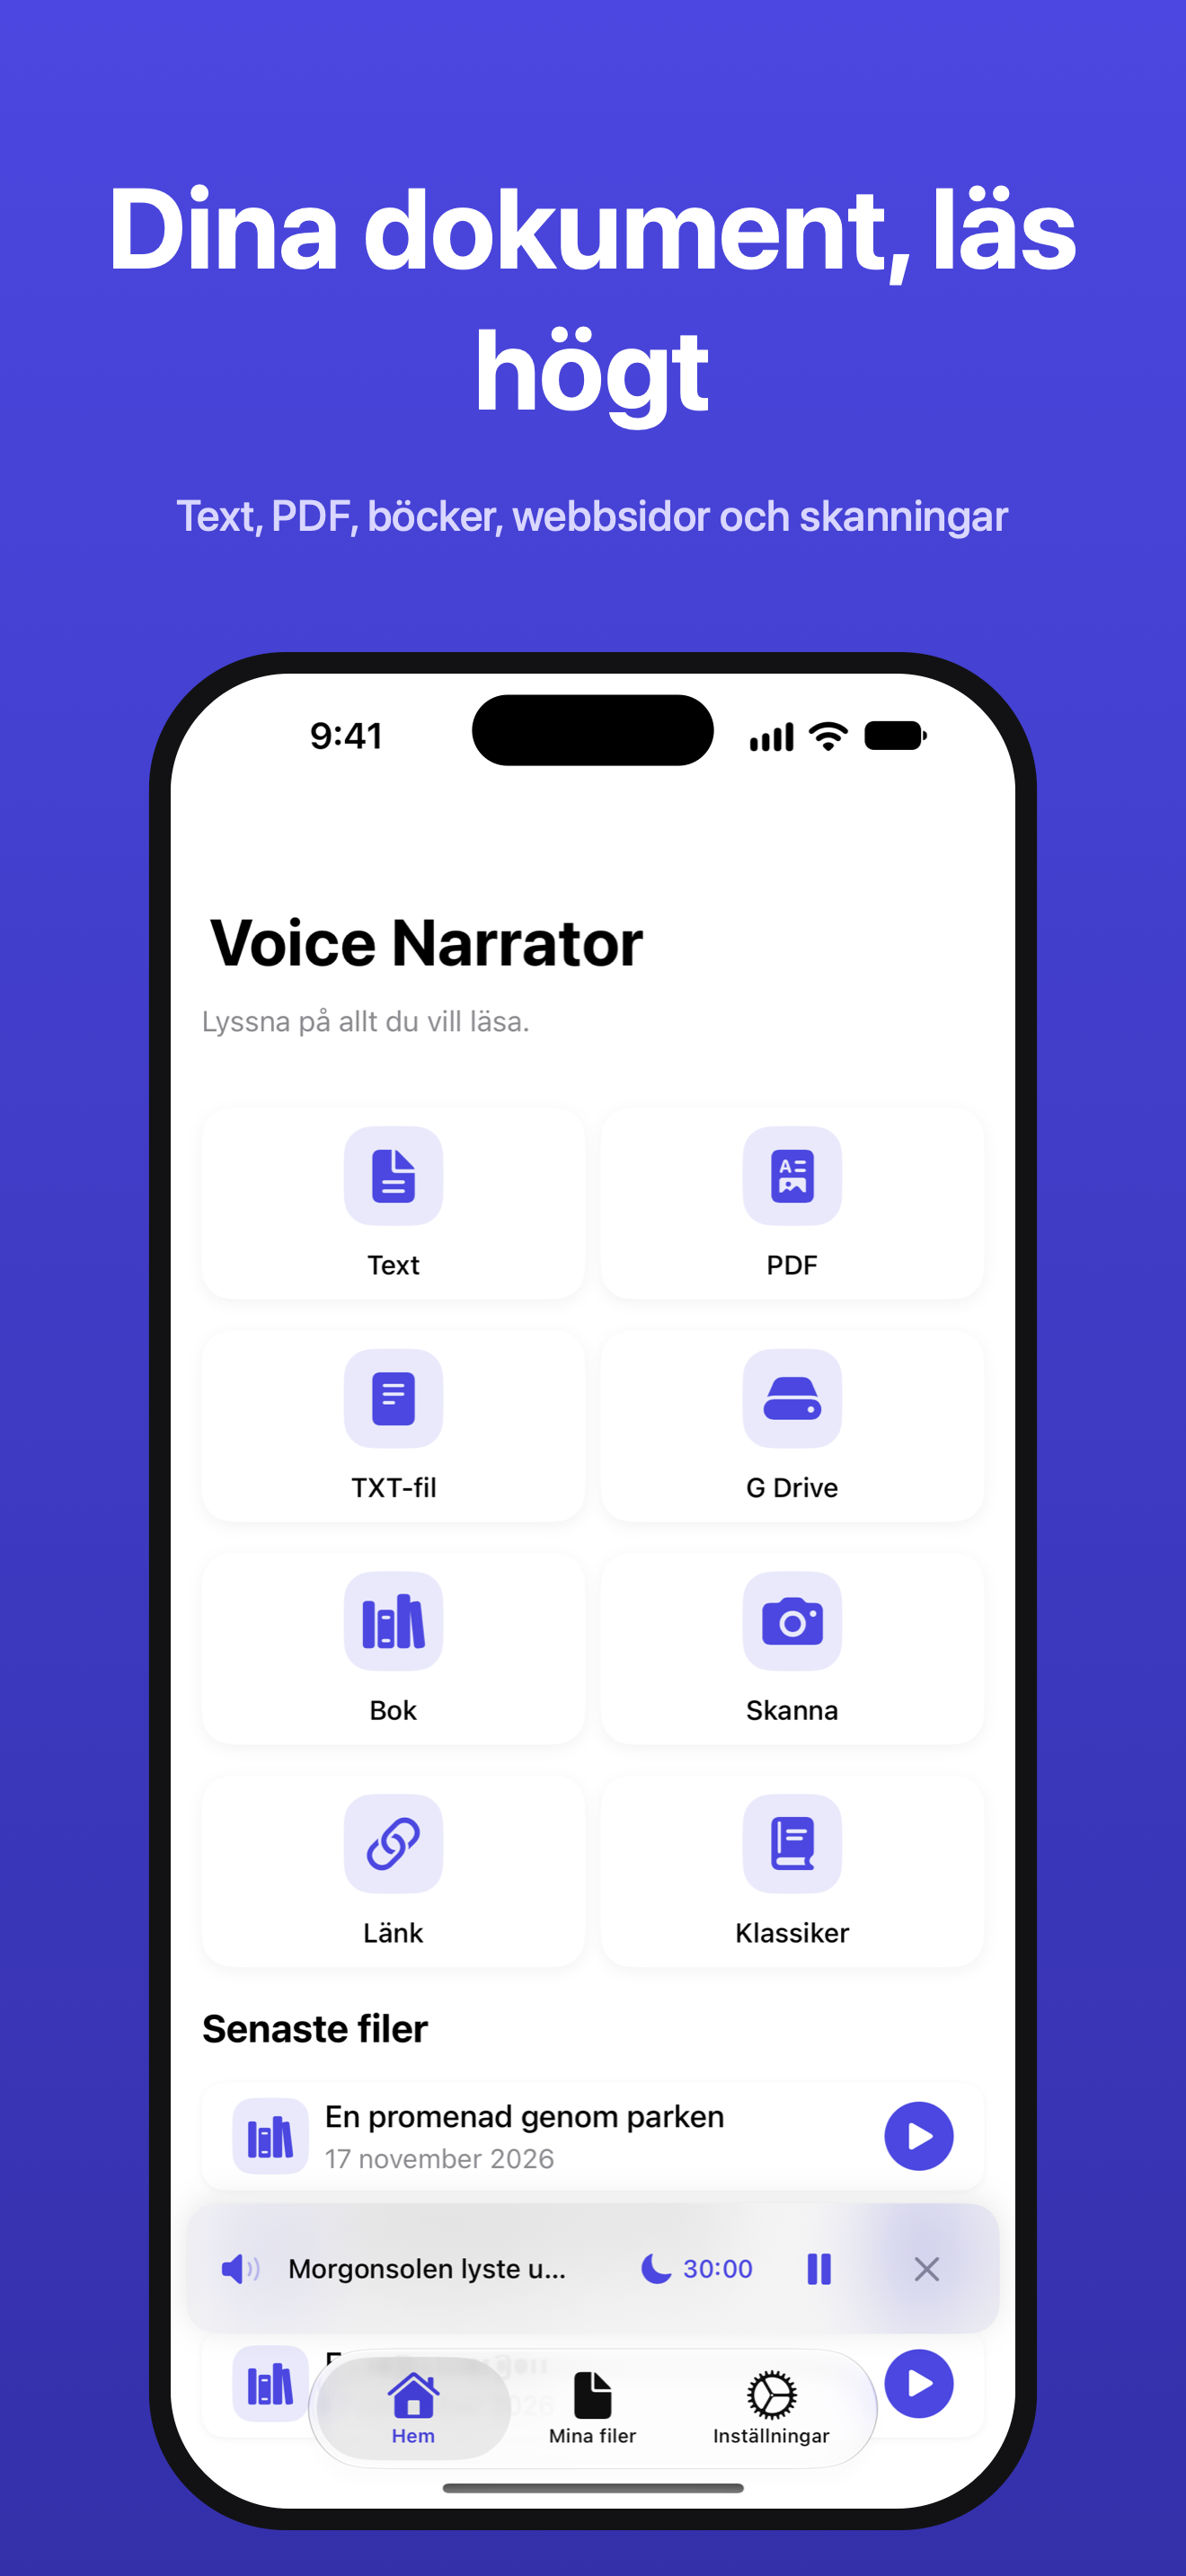 Dina dokument, läs
högt
Text, PDF, böcker, webbsidor och skanningar
9:41
Voice Narrator
Lyssna på allt du vill läsa.
Text
PDF
TXT-fil
G Drive
Bok
Skanna
Länk
Klassiker
Senaste filer
En promenad genom parken
17 november 2026
Morgonsolen lyste u...
30:00
Hem
Mina filer
Inställningar